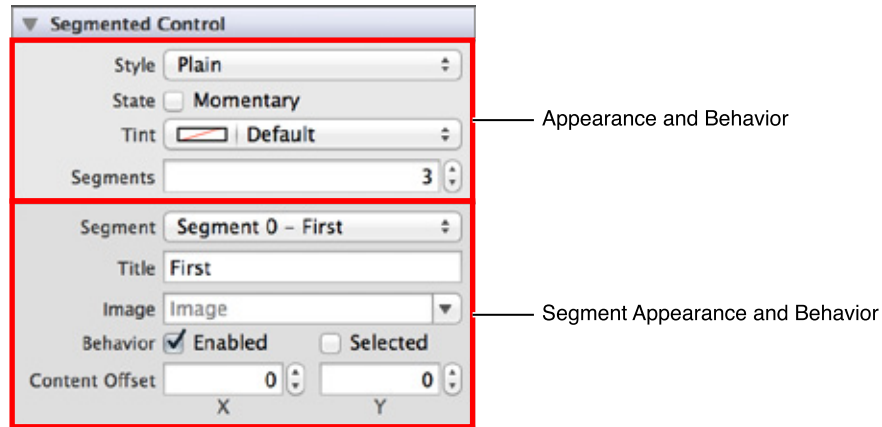 Segmented Control
Style Plain
State Momentary
Tint Default
Segments 3
Appearance and Behavior
Segment Segment 0 – First
Title First
Image Image
Behavior Enabled Selected
Content Offset 0 0
X Y
Segment Appearance and Behavior